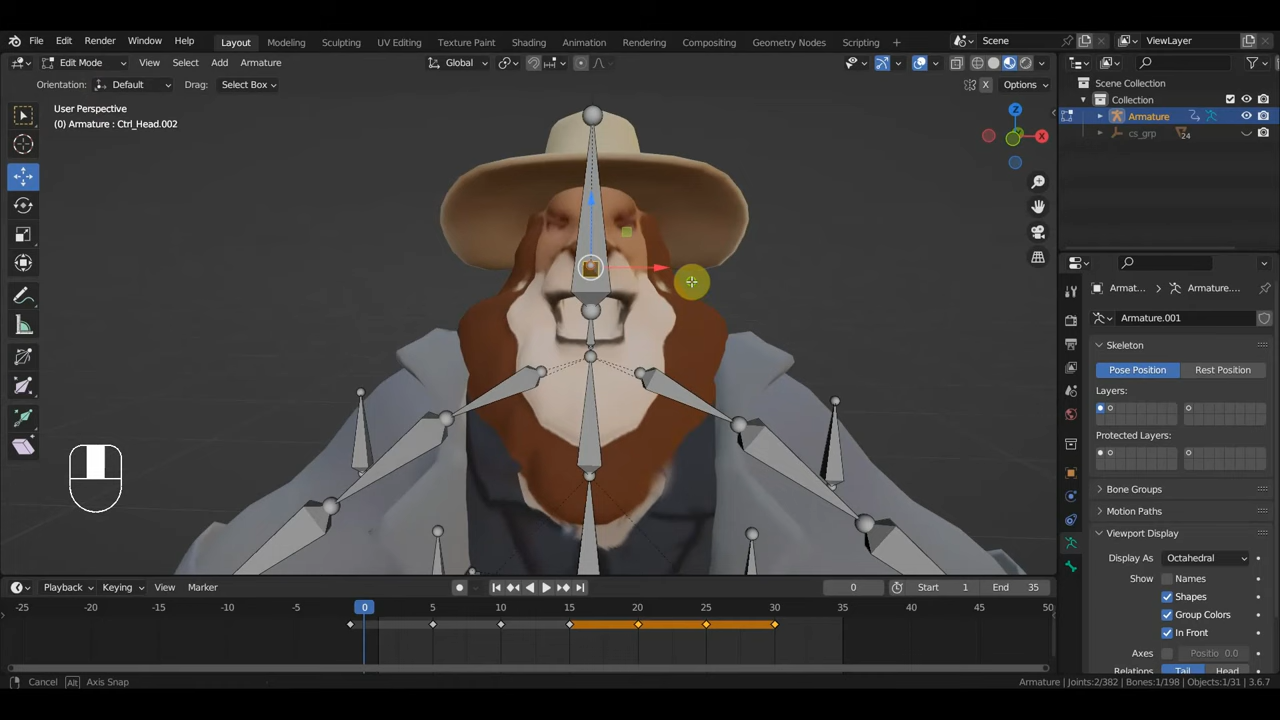 File Edit Render Window Help Layout Modeling Sculpting UV Editing Texture Paint Shading Animation Rendering Compositing Geometry Nodes Scripting + Scene ViewLayer
Edit Mode View Select Add Armature Global Options
Orientation: Default Drag: Select Box X Options
User Perspective
(0) Armature : Ctrl_Head.002
Z
X
Scene Collection
Collection
Armature
cs_grp 24
Armat... Armature....
Armature.001
Skeleton
Pose Position Rest Position
Layers:
Protected Layers:
Bone Groups
Motion Paths
Viewport Display
Display As Octahedral
Show Names
Shapes
Group Colors
In Front
Axes Positio 0.0
Relations Tail Head
Playback Keying View Marker 0 Start 1 End 35
-25 -20 -15 -10 -5 0 5 10 15 20 25 30 35 40 45 50
Cancel Alt Axis Snap Armature | Joints:2/382 | Bones:1/198 | Objects:1/31 | 3.6.7